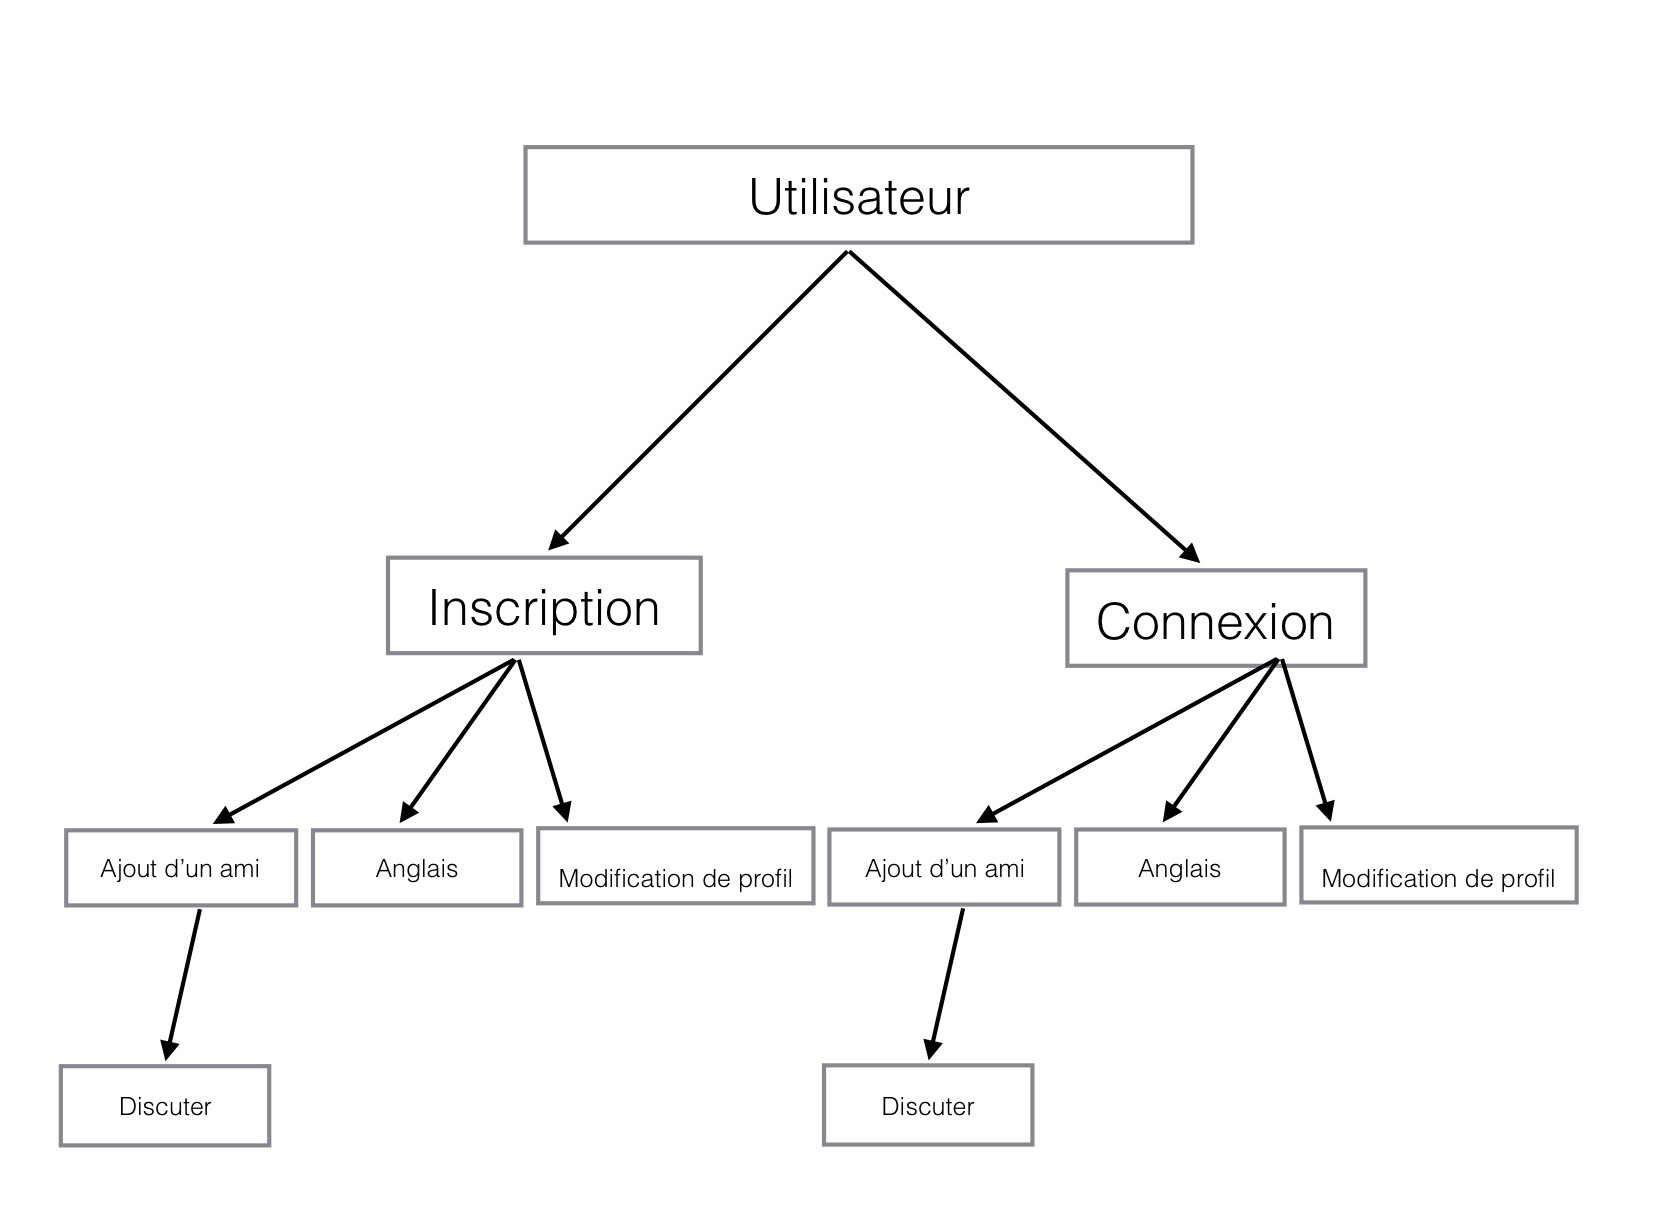 Utilisateur
Inscription
Connexion
Ajout d’un ami
Anglais
Modification de profil
Ajout d’un ami
Anglais
Modification de profil
Discuter
Discuter